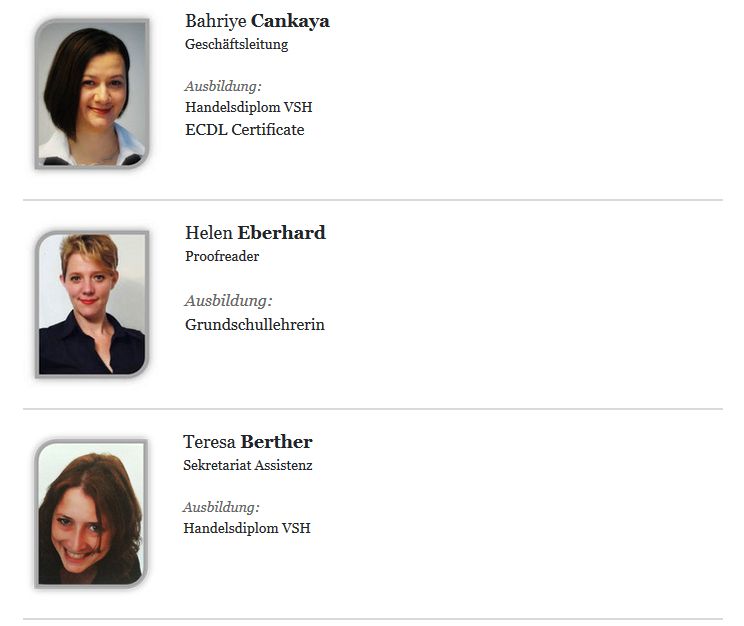 Bahriye Cankaya
Geschäftsleitung
Ausbildung:
Handelsdiplom VSH
ECDL Certificate
Helen Eberhard
Proofreader
Ausbildung:
Grundschullehrerin
Teresa Berther
Sekretariat Assistenz
Ausbildung:
Handelsdiplom VSH